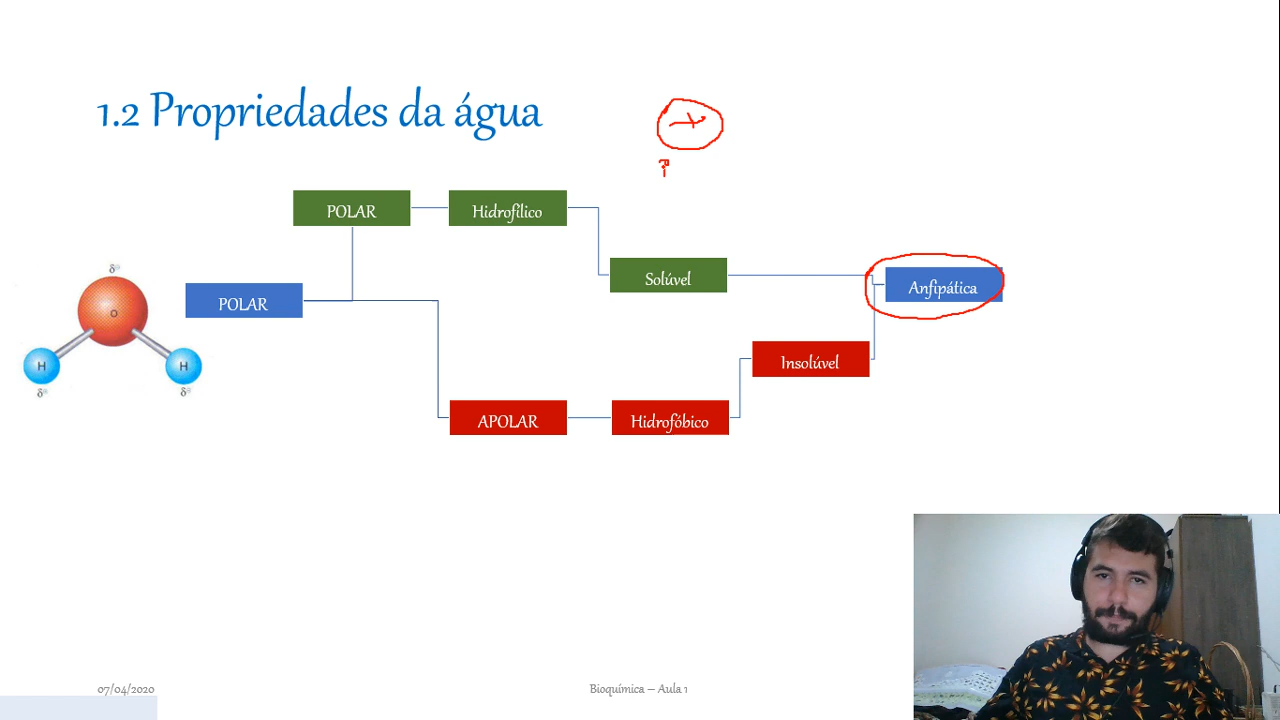 1.2 Propriedades da água
POLAR
Hidrofílico
Solúvel
Anfipática
POLAR
Insolúvel
APOLAR
Hidrofóbico
O
H
H
07/04/2020
Bioquímica – Aula 1